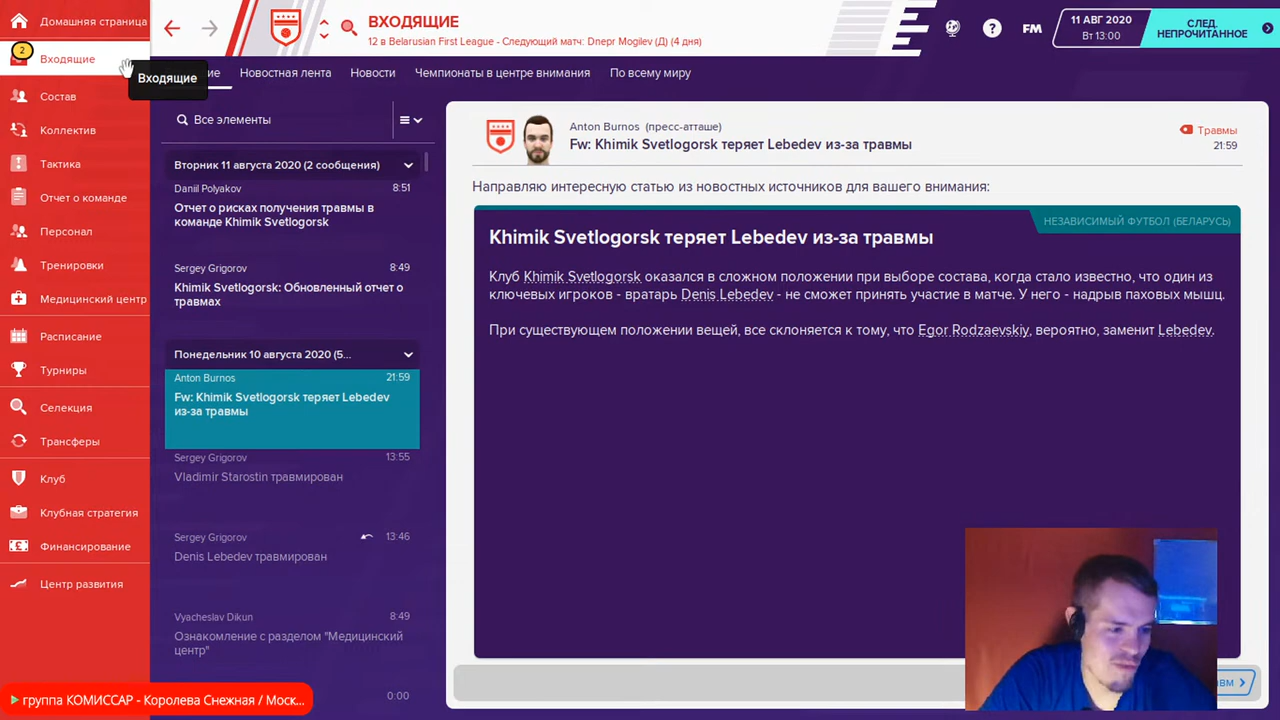 Домашняя страница
2
Входящие
Состав
Коллектив
Тактика
Отчет о команде
Персонал
Тренировки
Медицинский центр
Расписание
Турниры
Селекция
Трансферы
Клуб
Клубная стратегия
Финансирование
Центр развития
группа КОМИССАР - Королева Снежная / Моск...
ВХОДЯЩИЕ
12 в Belarusian First League - Следующий матч: Dnepr Mogilev (Д) (4 дня)
? FM
11 АВГ 2020
Вт 13:00
СЛЕД. НЕПРОЧИТАННОЕ
Входящие
Новостная лента Новости Чемпионаты в центре внимания По всему миру
Все элементы
Вторник 11 августа 2020 (2 сообщения)
Daniil Polyakov 8:51
Отчет о рисках получения травмы в
команде Khimik Svetlogorsk
Sergey Grigorov 8:49
Khimik Svetlogorsk: Обновленный отчет о
травмах
Понедельник 10 августа 2020 (5...
Anton Burnos 21:59
Fw: Khimik Svetlogorsk теряет Lebedev
из-за травмы
Sergey Grigorov 13:55
Vladimir Starostin травмирован
Sergey Grigorov 13:46
Denis Lebedev травмирован
Vyacheslav Dikun 8:49
Ознакомление с разделом "Медицинский
центр"
0:00
Anton Burnos (пресс-атташе)
Fw: Khimik Svetlogorsk теряет Lebedev из-за травмы
Травмы
21:59
Направляю интересную статью из новостных источников для вашего внимания:
НЕЗАВИСИМЫЙ ФУТБОЛ (БЕЛАРУСЬ)
Khimik Svetlogorsk теряет Lebedev из-за травмы
Клуб Khimik Svetlogorsk оказался в сложном положении при выборе состава, когда стало известно, что один из
ключевых игроков - вратарь Denis Lebedev - не сможет принять участие в матче. У него - надрыв паховых мышц.
При существующем положении вещей, все склоняется к тому, что Egor Rodzaevskiy, вероятно, заменит Lebedev.